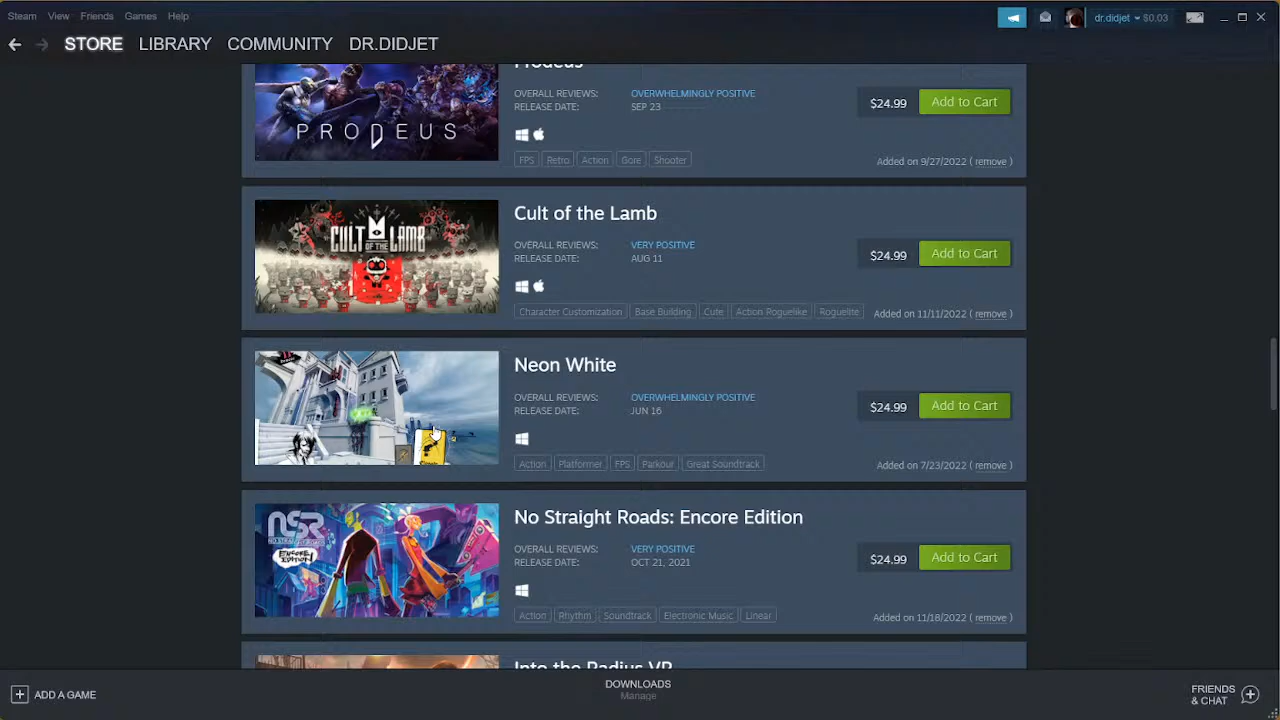 Steam View Friends Games Help
dr.didjet $0.03
STORE LIBRARY COMMUNITY DR.DIDJET
Prodeus
PRODEUS
OVERALL REVIEWS: OVERWHELMINGLY POSITIVE
RELEASE DATE: SEP 23
$24.99 Add to Cart
FPS Retro Action Gore Shooter
Added on 9/27/2022 ( remove )
CULT OF THE LAMB
Cult of the Lamb
OVERALL REVIEWS: VERY POSITIVE
RELEASE DATE: AUG 11
$24.99 Add to Cart
Character Customization Base Building Cute Action Roguelike Roguelite
Added on 11/11/2022 ( remove )
Neon White
OVERALL REVIEWS: OVERWHELMINGLY POSITIVE
RELEASE DATE: JUN 16
$24.99 Add to Cart
Action Platformer FPS Parkour Great Soundtrack
Added on 7/23/2022 ( remove )
NSR
NO STRAIGHT ROADS
ENCORE EDITION!
No Straight Roads: Encore Edition
OVERALL REVIEWS: VERY POSITIVE
RELEASE DATE: OCT 21, 2021
$24.99 Add to Cart
Action Rhythm Soundtrack Electronic Music Linear
Added on 11/18/2022 ( remove )
Into the Radius VR
ADD A GAME
DOWNLOADS
Manage
FRIENDS
& CHAT